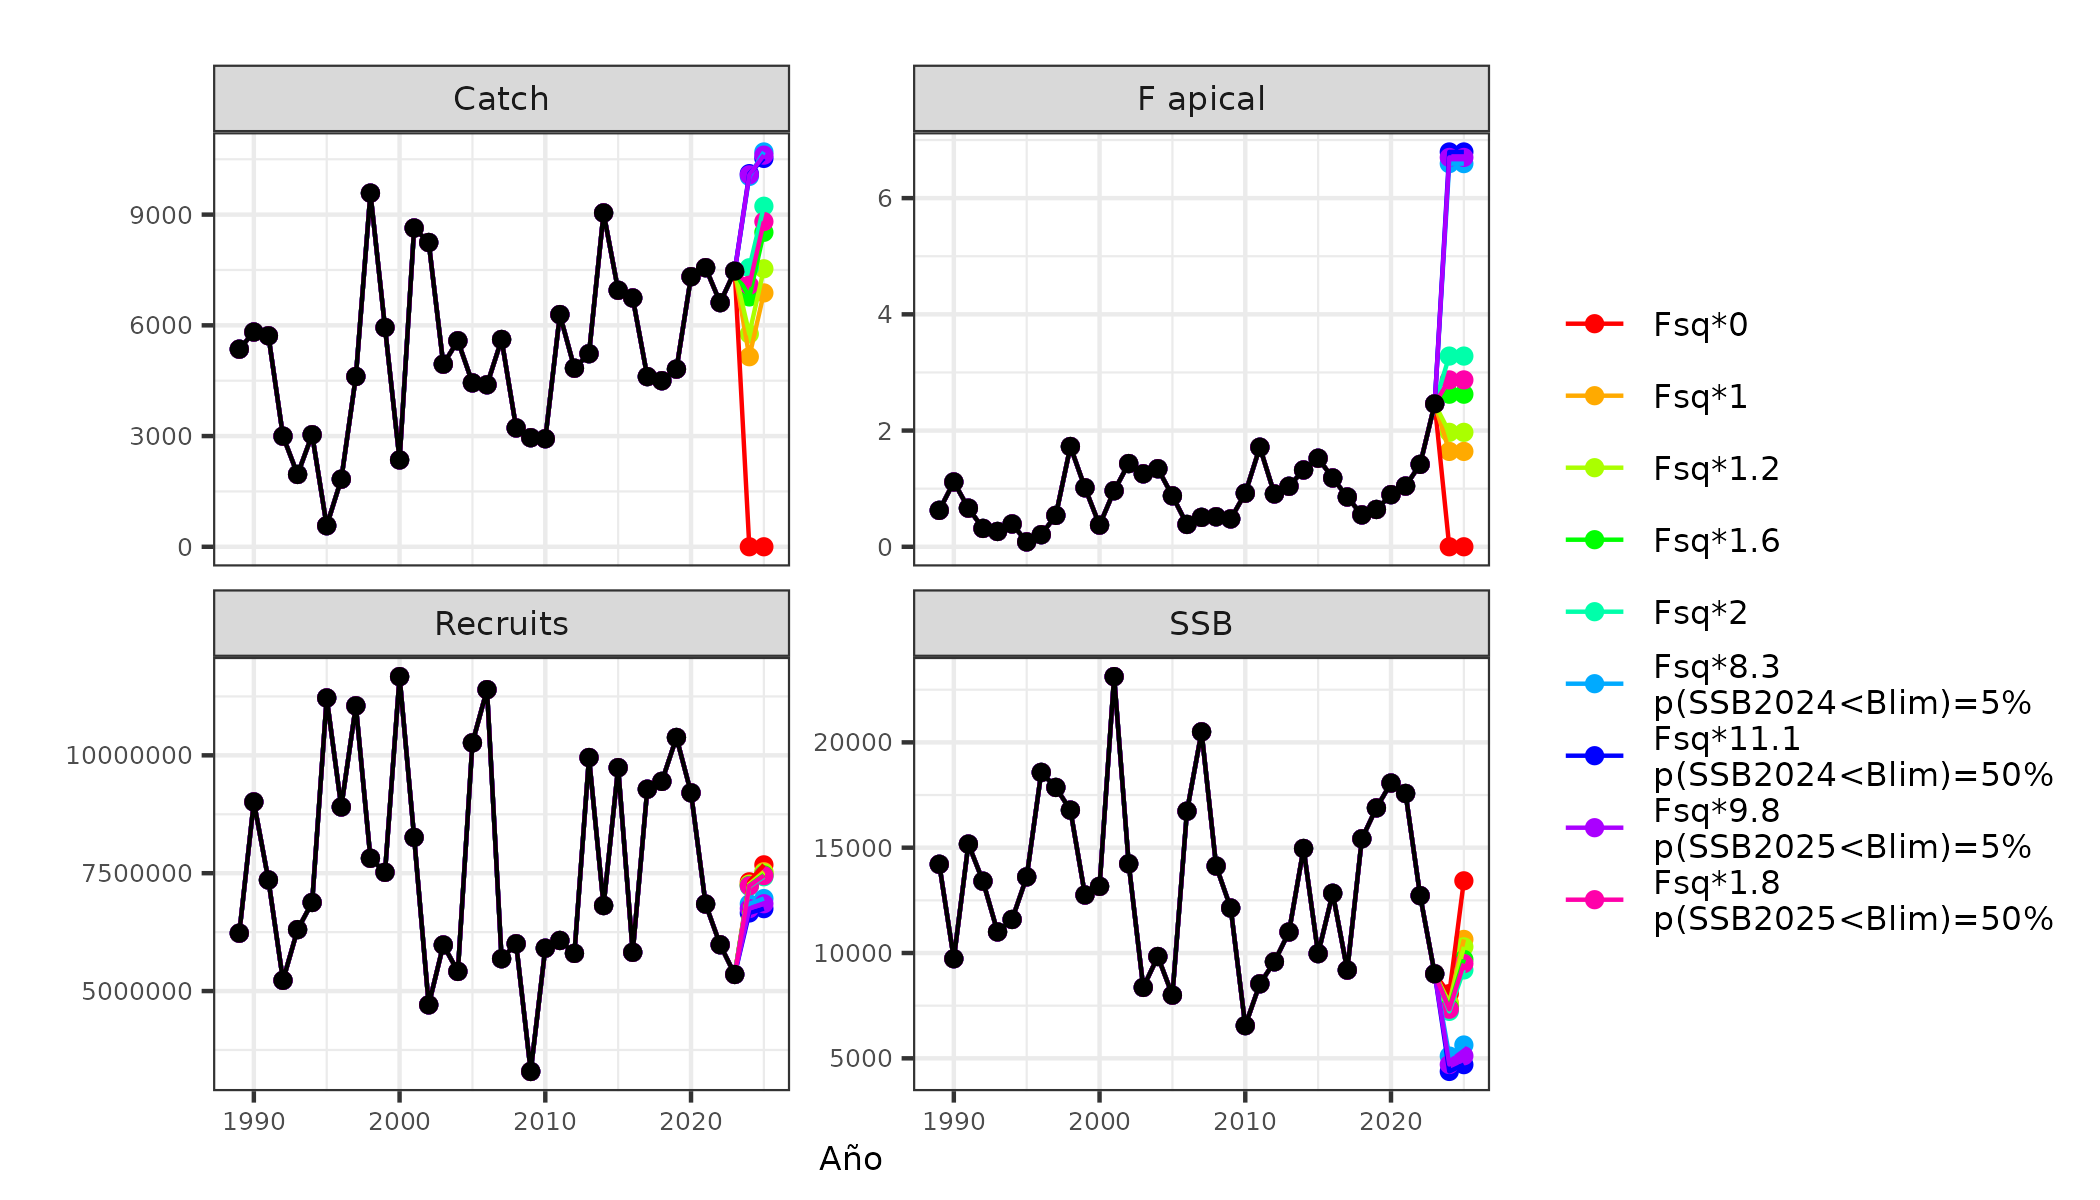 Catch
F apical
9000
6000
3000
0
6
4
2
0
Recruits
SSB
10000000
7500000
5000000
20000
15000
10000
5000
1990
2000
2010
2020
1990
2000
2010
2020
Año
Fsq*0
Fsq*1
Fsq*1.2
Fsq*1.6
Fsq*2
Fsq*8.3
p(SSB2024<Blim)=5%
Fsq*11.1
p(SSB2024<Blim)=50%
Fsq*9.8
p(SSB2025<Blim)=5%
Fsq*1.8
p(SSB2025<Blim)=50%